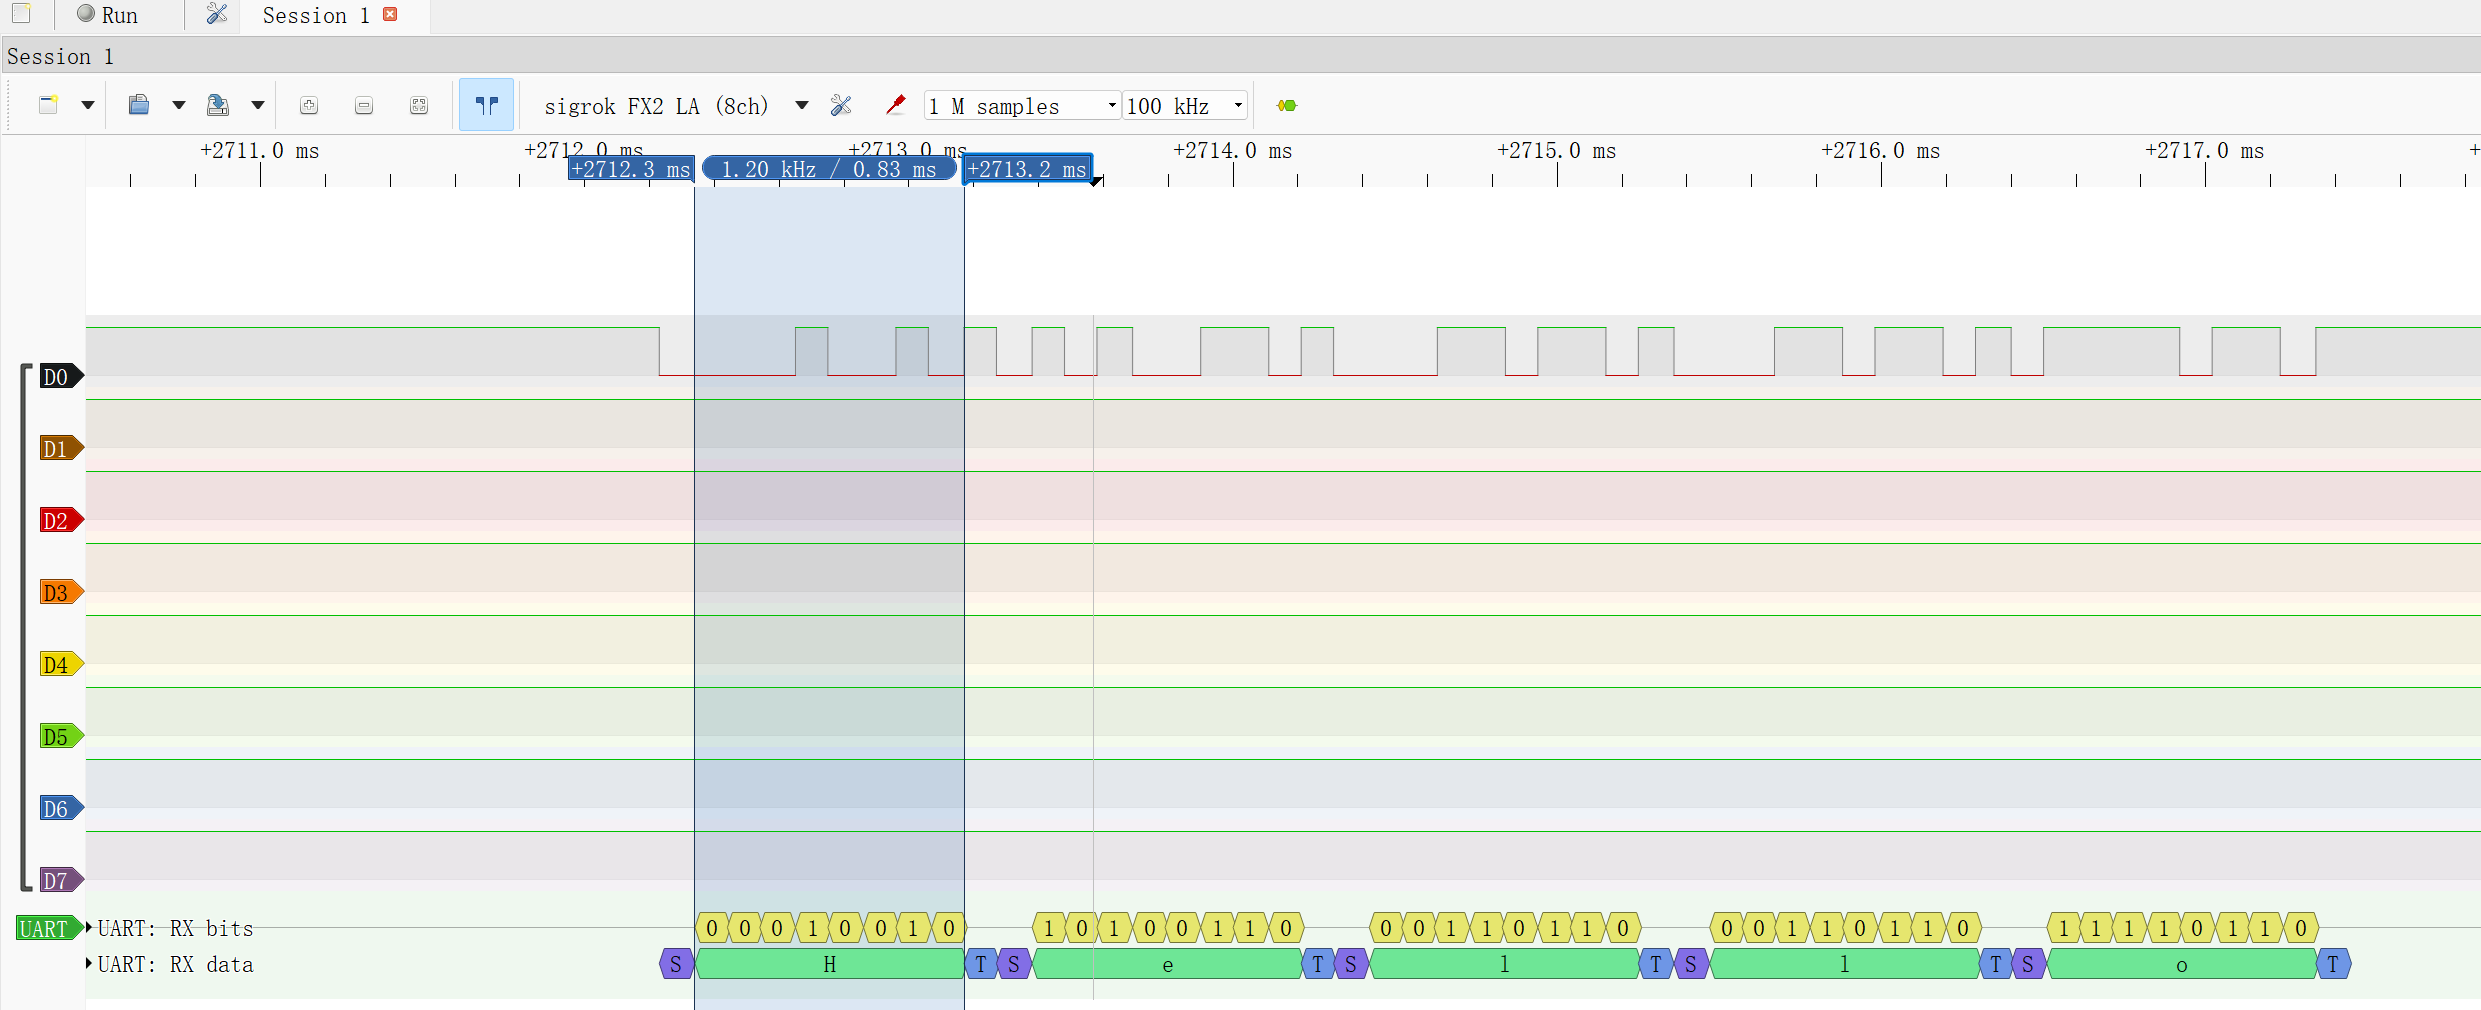 Run Session 1
Session 1
sigrok FX2 LA (8ch) 1 M samples 100 kHz
+2711.0 ms +2712.0 ms +2713.0 ms +2714.0 ms +2715.0 ms +2716.0 ms +2717.0 ms +
+2712.3 ms 1.20 kHz / 0.83 ms +2713.2 ms
D0
D1
D2
D3
D4
D5
D6
D7
UART UART: RX bits 0 0 0 1 0 0 1 0 1 0 1 0 0 1 1 0 0 0 1 1 0 1 1 0 0 0 1 1 0 1 1 0 1 1 1 1 0 1 1 0
UART: RX data S H T S e T S l T S l T S o T